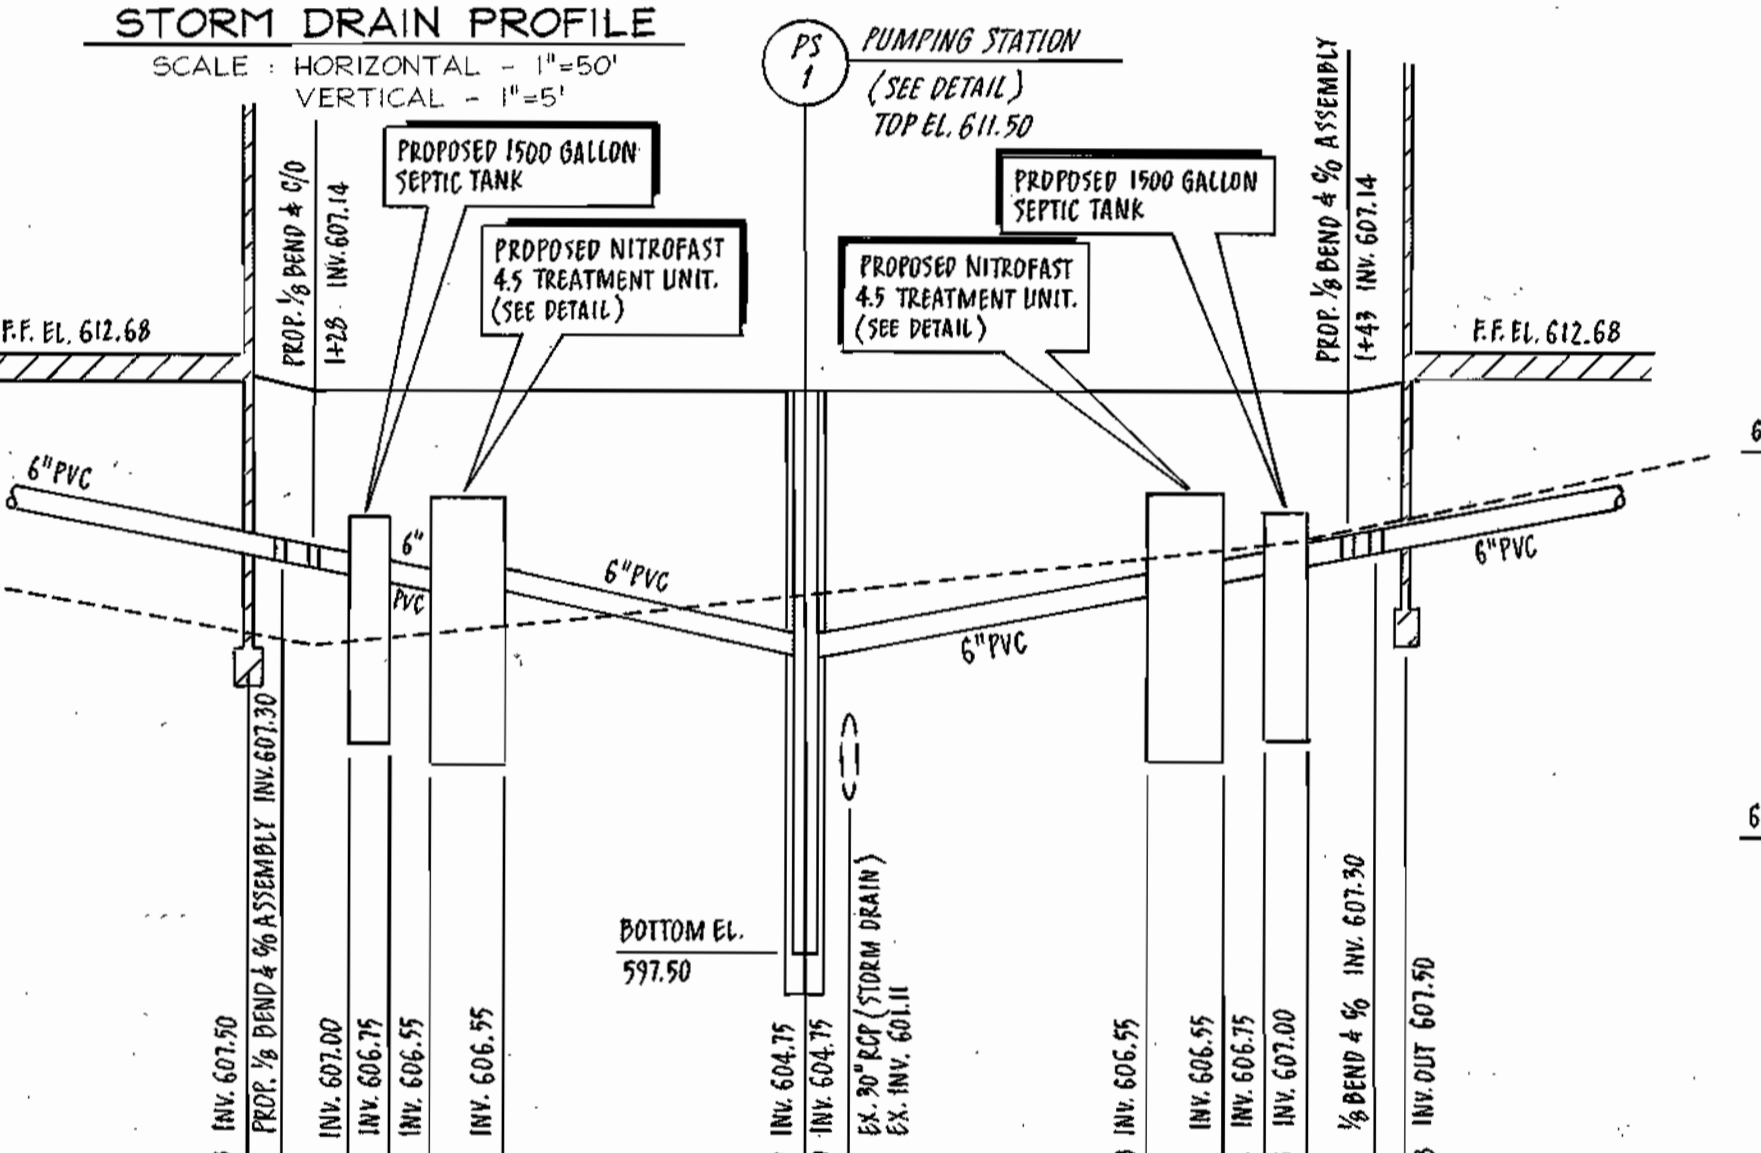 STORM DRAIN PROFILE
SCALE : HORIZONTAL - 1"=50'
VERTICAL - 1"=5'
PS
1
PUMPING STATION
(SEE DETAIL)
TOP EL. 611.50
PROP. 1/8 BEND & C/O
1+28 INV. 607.14
PROPOSED 1500 GALLON
SEPTIC TANK
PROPOSED NITROFAST
4.5 TREATMENT UNIT.
(SEE DETAIL)
PROPOSED NITROFAST
4.5 TREATMENT UNIT.
(SEE DETAIL)
PROPOSED 1500 GALLON
SEPTIC TANK
PROP. 1/8 BEND & C/O ASSEMBLY
1+43 INV. 607.14
F.F. EL. 612.68
F.F. EL. 612.68
6" PVC
6"
PVC
6" PVC
6" PVC
6" PVC
6
6
BOTTOM EL.
597.50
INV. 607.50
PROP. 1/8 BEND & C/O ASSEMBLY INV. 607.30
INV. 607.00
INV. 606.75
INV. 606.55
INV. 606.55
INV. 604.75
INV. 604.75
EX. 30" RCP (STORM DRAIN)
EX. INV. 601.11
INV. 606.55
INV. 606.55
INV. 606.75
INV. 607.00
1/8 BEND & C/O INV. 607.30
INV. OUT 607.50